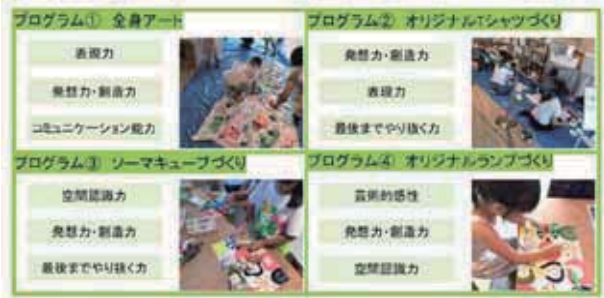 プログラム① 全身アート
表現力
発想力・創造力
コミュニケーション能力
プログラム② オリジナルTシャツづくり
発想力・創造力
表現力
最後までやり抜く力
プログラム③ ソーマキューブづくり
空間認識力
発想力・創造力
最後までやり抜く力
プログラム④ オリジナルランプづくり
芸術的感性
発想力・創造力
空間認識力